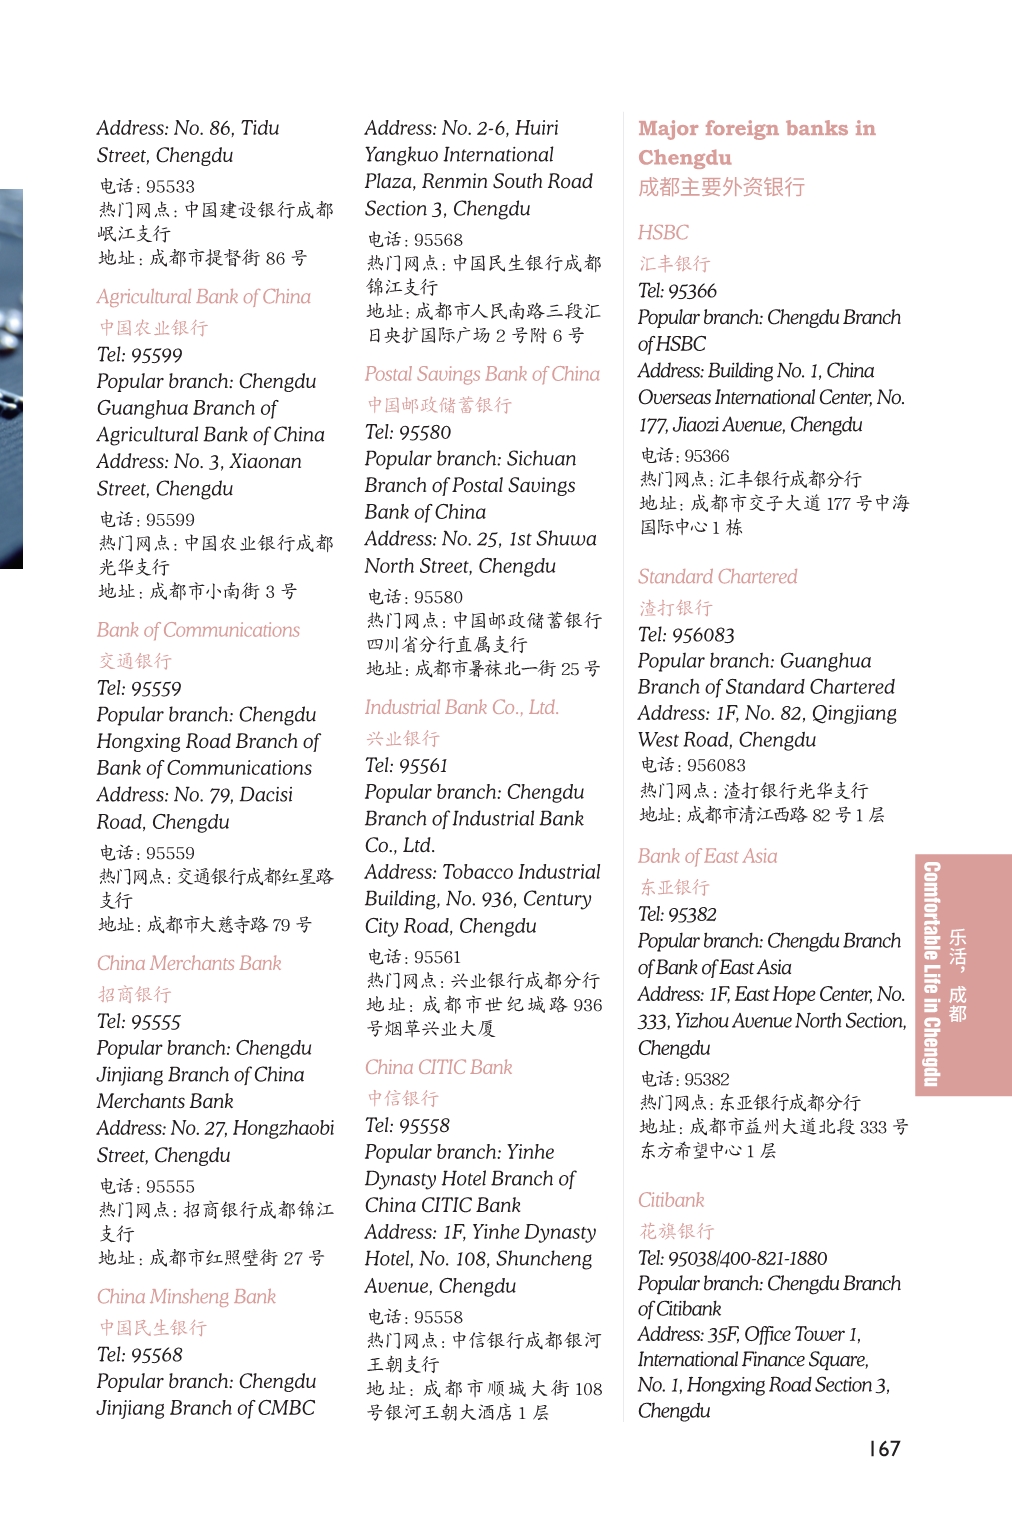 Address: No. 86, Tidu
Street, Chengdu
电话: 95533
热门网点: 中国建设银行成都
岷江支行
地址: 成都市提督街 86 号
Agricultural Bank of China
中国农业银行
Tel: 95599
Popular branch: Chengdu
Guanghua Branch of
Agricultural Bank of China
Address: No. 3, Xiaonan
Street, Chengdu
电话: 95599
热门网点: 中国农业银行成都
光华支行
地址: 成都市小南街 3 号
Bank of Communications
交通银行
Tel: 95559
Popular branch: Chengdu
Hongxing Road Branch of
Bank of Communications
Address: No. 79, Dacisi
Road, Chengdu
电话: 95559
热门网点: 交通银行成都红星路
支行
地址: 成都市大慈寺路 79 号
China Merchants Bank
招商银行
Tel: 95555
Popular branch: Chengdu
Jinjiang Branch of China
Merchants Bank
Address: No. 27, Hongzhaobi
Street, Chengdu
电话: 95555
热门网点: 招商银行成都锦江
支行
地址: 成都市红照壁街 27 号
China Minsheng Bank
中国民生银行
Tel: 95568
Popular branch: Chengdu
Jinjiang Branch of CMBC
Address: No. 2-6, Huiri
Yangkuo International
Plaza, Renmin South Road
Section 3, Chengdu
电话: 95568
热门网点: 中国民生银行成都
锦江支行
地址: 成都市人民南路三段汇
日央扩国际广场 2 号附 6 号
Postal Savings Bank of China
中国邮政储蓄银行
Tel: 95580
Popular branch: Sichuan
Branch of Postal Savings
Bank of China
Address: No. 25, 1st Shuwa
North Street, Chengdu
电话: 95580
热门网点: 中国邮政储蓄银行
四川省分行直属支行
地址: 成都市暑袜北一街 25 号
Industrial Bank Co., Ltd.
兴业银行
Tel: 95561
Popular branch: Chengdu
Branch of Industrial Bank
Co., Ltd.
Address: Tobacco Industrial
Building, No. 936, Century
City Road, Chengdu
电话: 95561
热门网点: 兴业银行成都分行
地址: 成都市世纪城路 936
号烟草兴业大厦
China CITIC Bank
中信银行
Tel: 95558
Popular branch: Yinhe
Dynasty Hotel Branch of
China CITIC Bank
Address: 1F, Yinhe Dynasty
Hotel, No. 108, Shuncheng
Avenue, Chengdu
电话: 95558
热门网点: 中信银行成都银河
王朝支行
地址: 成都市顺城大街 108
号银河王朝大酒店 1 层
Major foreign banks in
Chengdu
成都主要外资银行
HSBC
汇丰银行
Tel: 95366
Popular branch: Chengdu Branch
of HSBC
Address: Building No. 1, China
Overseas International Center, No.
177, Jiaozi Avenue, Chengdu
电话: 95366
热门网点: 汇丰银行成都分行
地址: 成都市交子大道 177 号中海
国际中心 1 栋
Standard Chartered
渣打银行
Tel: 956083
Popular branch: Guanghua
Branch of Standard Chartered
Address: 1F, No. 82, Qingjiang
West Road, Chengdu
电话: 956083
热门网点: 渣打银行光华支行
地址: 成都市清江西路 82 号 1 层
Bank of East Asia
东亚银行
Tel: 95382
Popular branch: Chengdu Branch
of Bank of East Asia
Address: 1F, East Hope Center, No.
333, Yizhou Avenue North Section,
Chengdu
电话: 95382
热门网点: 东亚银行成都分行
地址: 成都市益州大道北段 333 号
东方希望中心 1 层
Citibank
花旗银行
Tel: 95038/400-821-1880
Popular branch: Chengdu Branch
of Citibank
Address: 35F, Office Tower 1,
International Finance Square,
No. 1, Hongxing Road Section 3,
Chengdu
乐活，成都
Comfortable Life in Chengdu
167